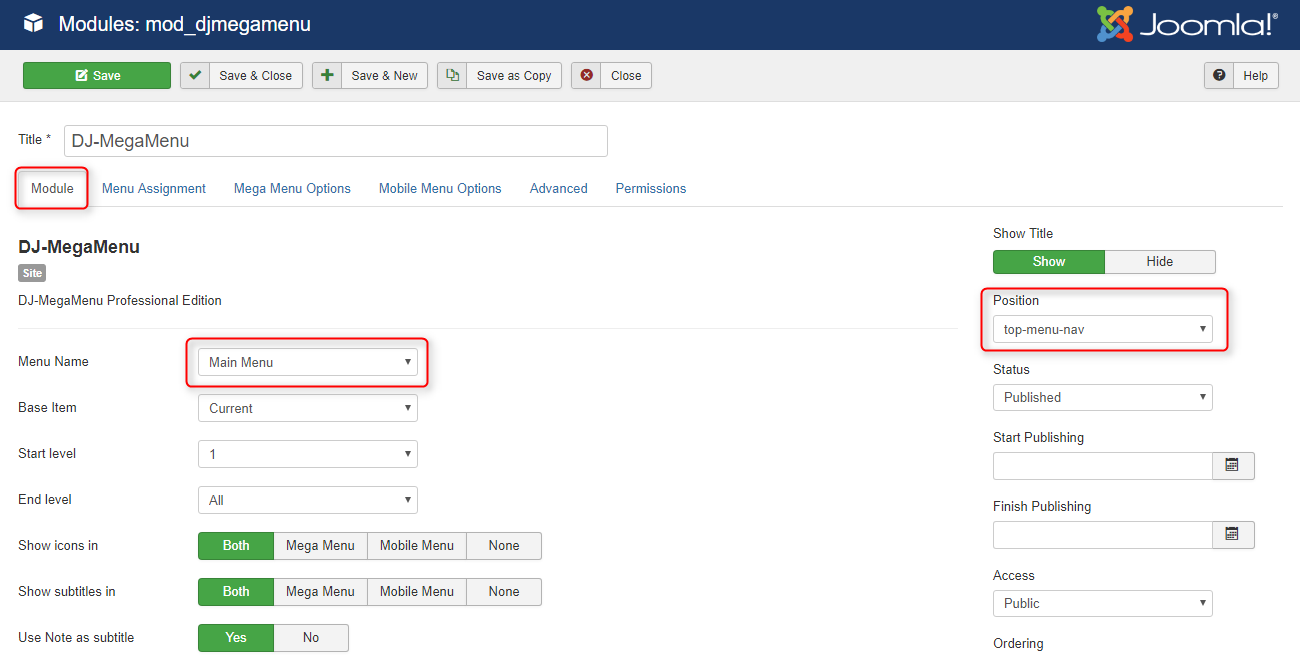 Modules: mod_djmegamenu
Joomla!®
Save
Save & Close
Save & New
Save as Copy
Close
Help
Title *
DJ-MegaMenu
Module
Menu Assignment
Mega Menu Options
Mobile Menu Options
Advanced
Permissions
DJ-MegaMenu
Site
DJ-MegaMenu Professional Edition
Menu Name
Main Menu
Base Item
Current
Start level
1
End level
All
Show icons in
Both
Mega Menu
Mobile Menu
None
Show subtitles in
Both
Mega Menu
Mobile Menu
None
Use Note as subtitle
Yes
No
Show Title
Show
Hide
Position
top-menu-nav
Status
Published
Start Publishing
Finish Publishing
Access
Public
Ordering